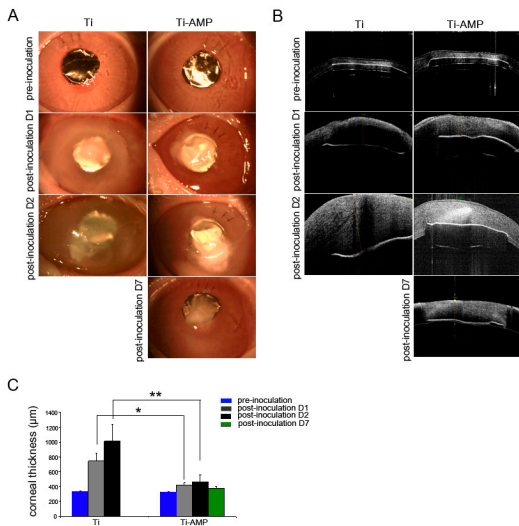 A
Ti
Ti-AMP
pre-inoculation
post-inoculation D1
post-inoculation D2
post-inoculation D7
B
Ti
Ti-AMP
pre-inoculation
post-inoculation D1
post-inoculation D2
post-inoculation D7
C
corneal thickness (µm)
1400
1200
1000
800
600
400
200
0
*
**
Ti
Ti-AMP
pre-inoculation
post-inoculation D1
post-inoculation D2
post-inoculation D7